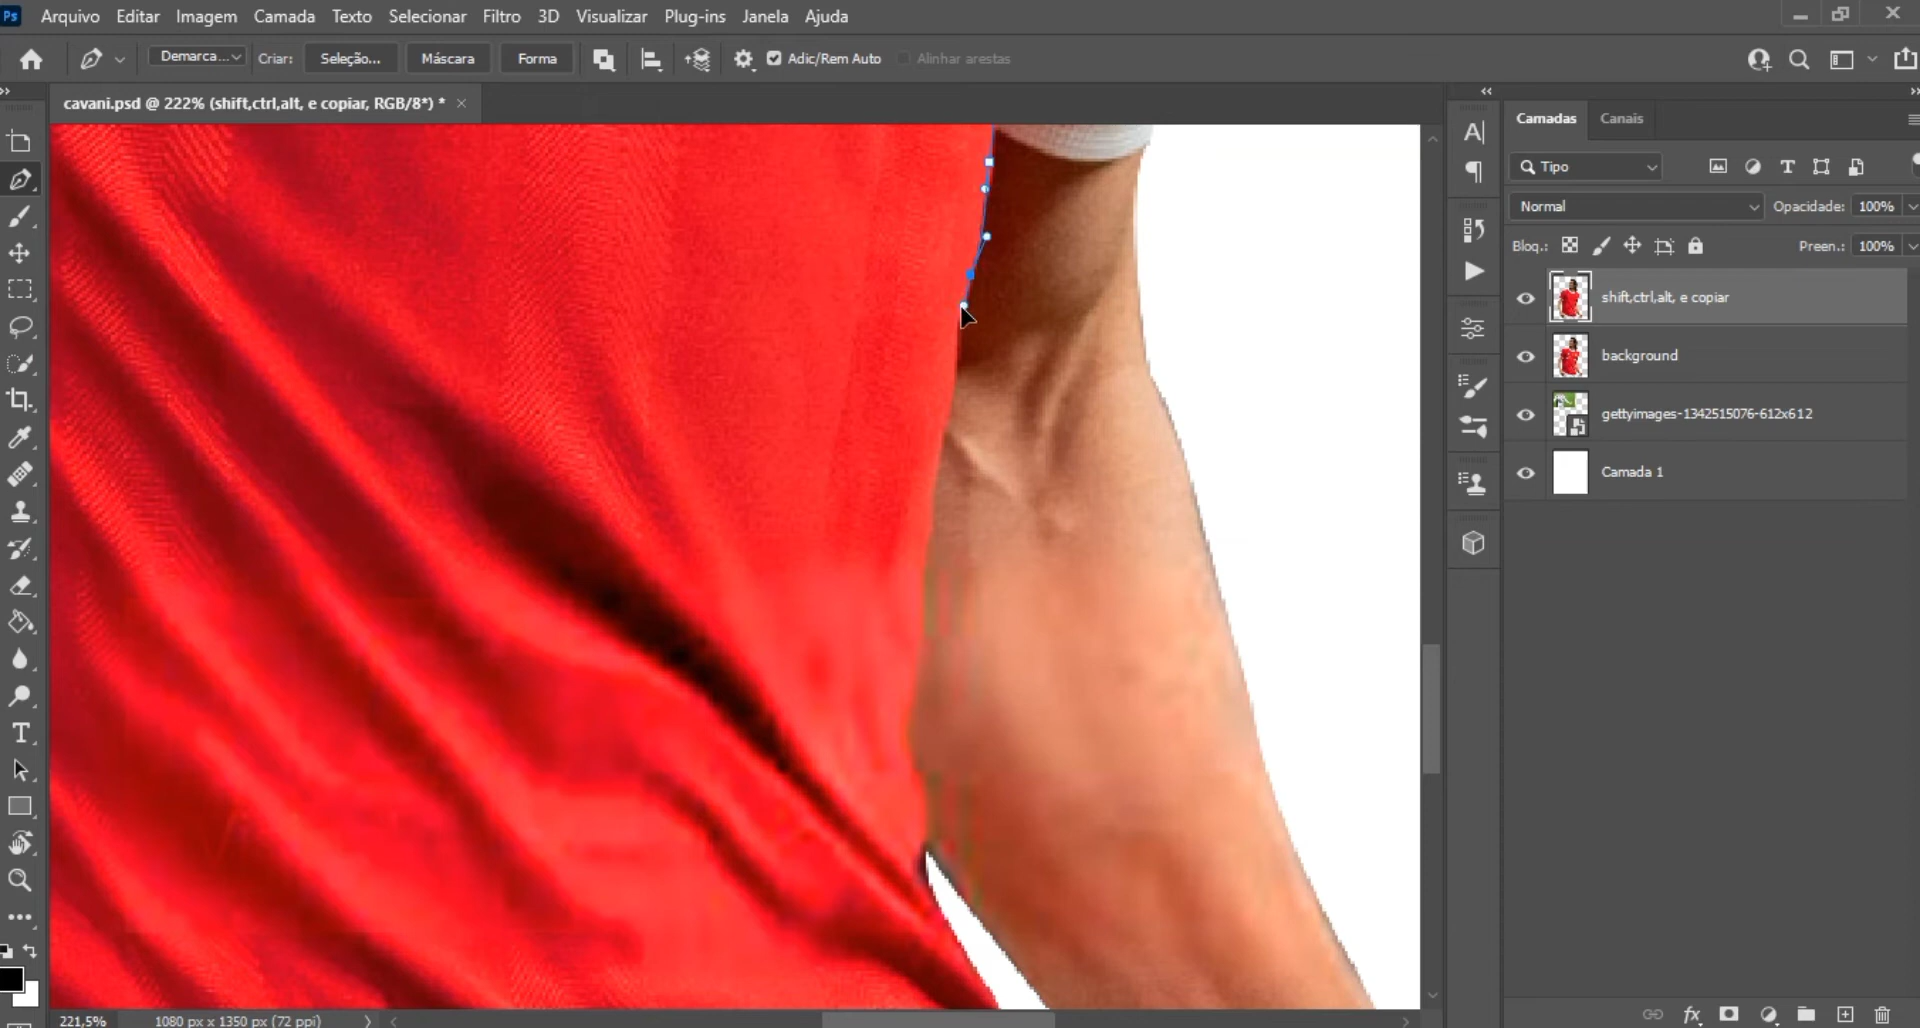 Ps Arquivo Editar Imagem Camada Texto Selecionar Filtro 3D Visualizar Plug-ins Janela Ajuda
Demarca... Criar: Seleção... Máscara Forma Adic/Rem Auto Alinhar arestas
cavani.psd @ 222% (shift,ctrl,alt, e copiar, RGB/8*) *
Camadas Canais
Tipo
Normal Opacidade: 100%
Bloq.: Preen.: 100%
shift,ctrl,alt, e copiar
background
gettyimages-1342515076-612x612
Camada 1
221,5% 1080 px x 1350 px (72 ppi)